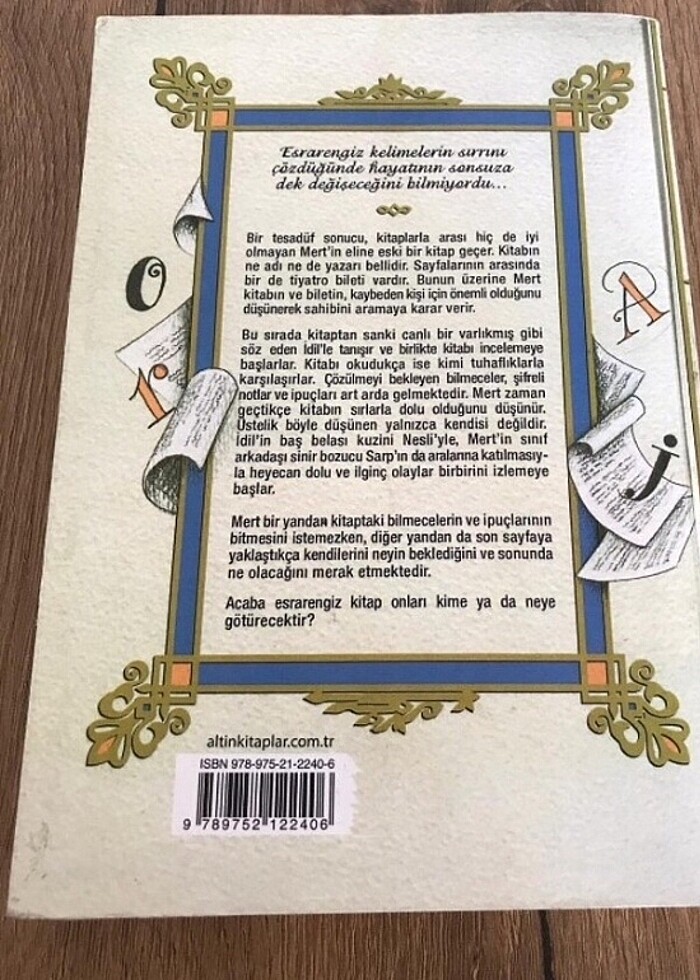 Esrarengiz kelimelerin sırrını
çözdüğünde hayatının sonsuza
dek değişeceğini bilmiyordu...
Bir tesadüf sonucu, kitaplarla arası hiç de iyi
olmayan Mert'in eline eski bir kitap geçer. Kitabın
ne adı ne de yazarı bellidir. Sayfalarının arasında
bir de tiyatro bileti vardır. Bunun üzerine Mert
kitabın ve biletin, kaybeden kişi için önemli olduğunu
düşünerek sahibini aramaya karar verir.
Bu sırada kitaptan sanki canlı bir varlıkmış gibi
söz eden İdil'le tanışır ve birlikte kitabı incelemeye
başlarlar. Kitabı okudukça ise kimi tuhaflıklarla
karşılaşırlar. Çözülmeyi bekleyen bilmeceler, şifreli
notlar ve ipuçları art arda gelmektedir. Mert zaman
geçtikçe kitabın sırlarla dolu olduğunu düşünür.
Üstelik böyle düşünen yalnızca kendisi değildir.
İdil'in baş belası kuzini Nesli'yle, Mert'in sınıf
arkadaşı sinir bozucu Sarp'ın da aralarına katılmasıy-
la heyecan dolu ve ilginç olaylar birbirini izlemeye
başlar.
Mert bir yandan kitaptaki bilmecelerin ve ipuçlarının
bitmesini istemezken, diğer yandan da son sayfaya
yaklaştıkça kendilerini neyin beklediğini ve sonunda
ne olacağını merak etmektedir.
Acaba esrarengiz kitap onları kime ya da neye
götürecektir?
O
r
A
j
altinkitaplar.com.tr
ISBN 978-975-21-2240-6
9 789752 122406